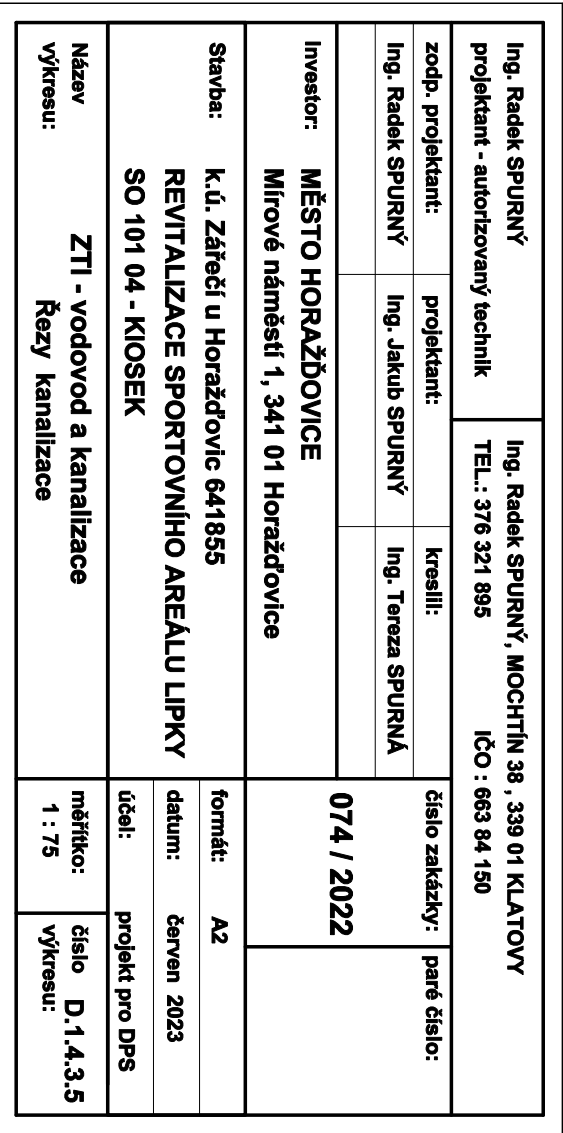 Ing. Radek SPURNÝ
projektant - autorizovaný technik
Ing. Radek SPURNÝ, MOCHTÍN 38 , 339 01 KLATOVY
TEL.: 376 321 895 IČO : 663 84 150
zodp. projektant: projektant: kreslil: číslo zakázky: paré číslo:
Ing. Radek SPURNÝ Ing. Jakub SPURNÝ Ing. Tereza SPURNÁ
074 / 2022
Investor: MĚSTO HORAŽĎOVICE
Mírové náměstí 1, 341 01 Horažďovice
Stavba: k.ú. Zářečí u Horažďovic 641855
REVITALIZACE SPORTOVNÍHO AREÁLU LIPKY
SO 101 04 - KIOSEK
formát: A2
datum: červen 2023
účel: projekt pro DPS
Název
výkresu:
ZTI - vodovod a kanalizace
Řezy kanalizace
měřítko:
1 : 75
číslo D.1.4.3.5
výkresu: